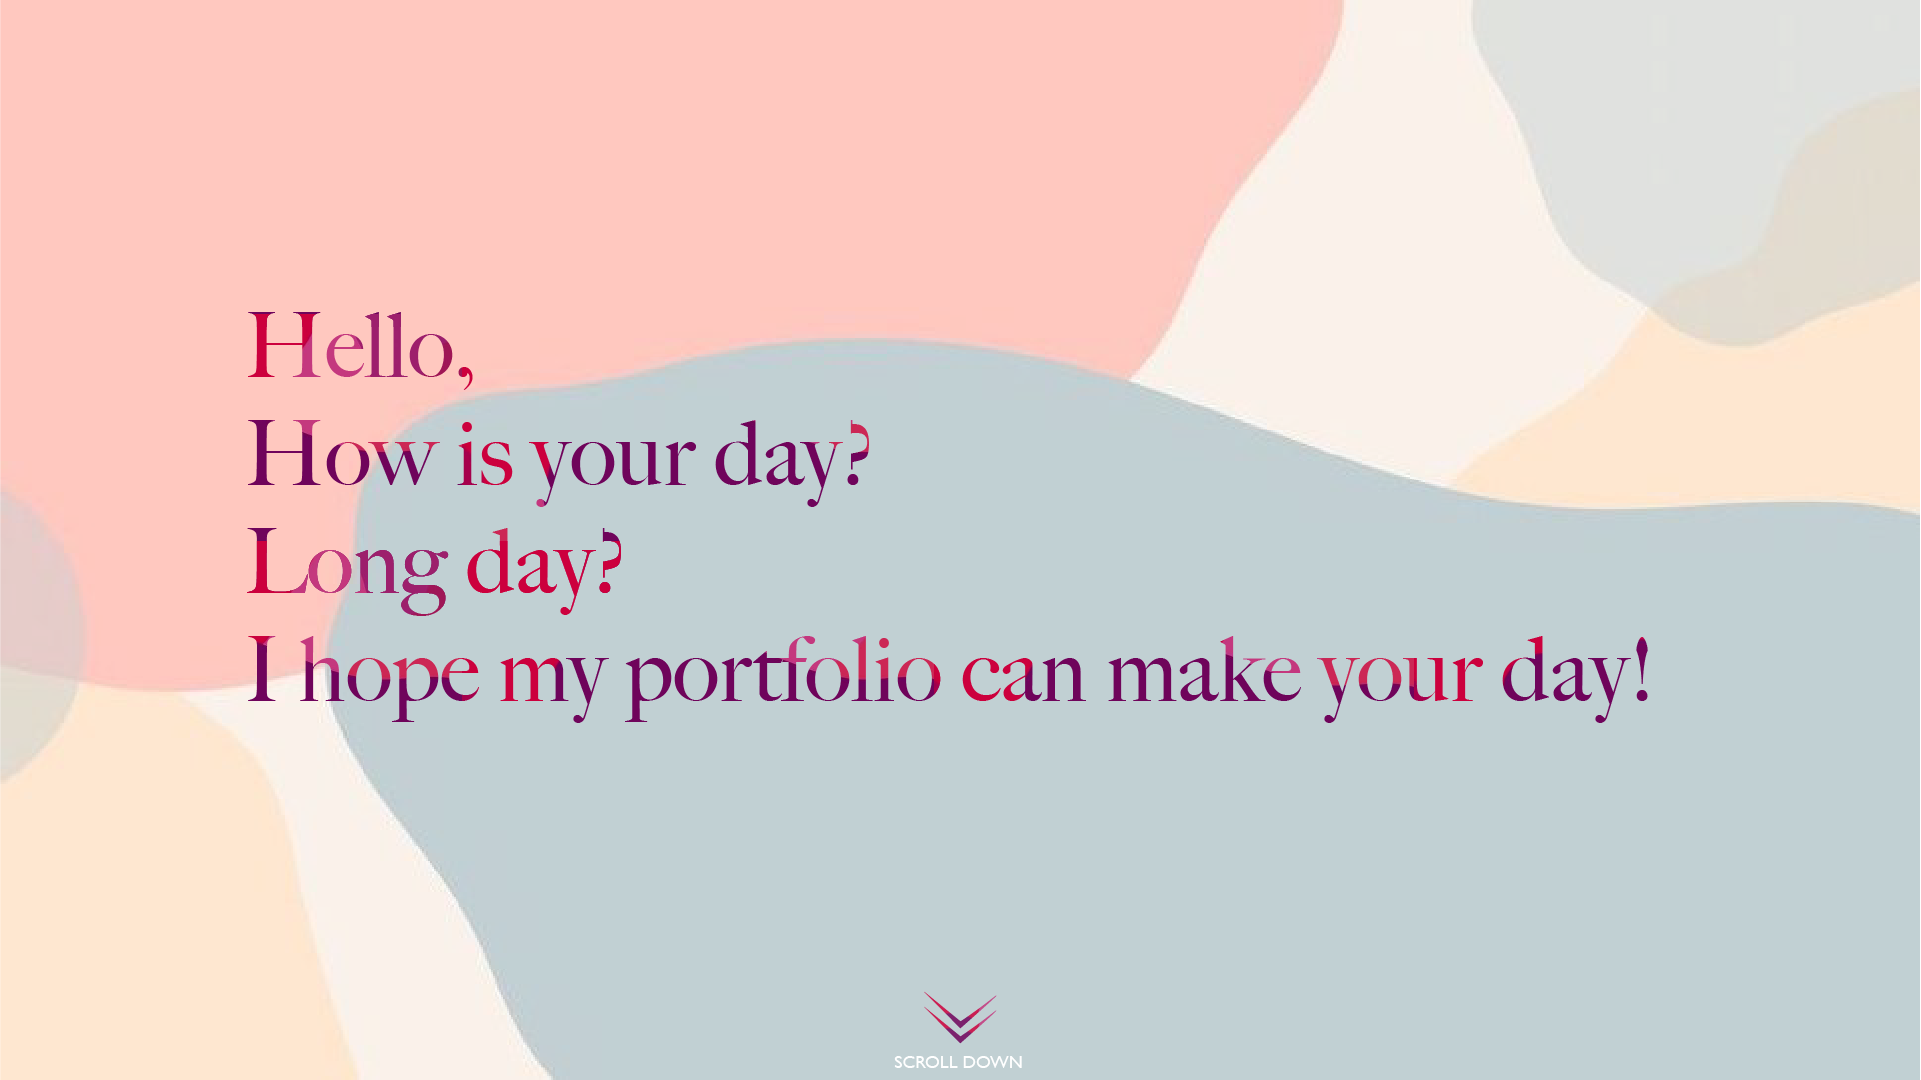 Hello,
How is your day?
Long day?
I hope my portfolio can make your day!
SCROLL DOWN